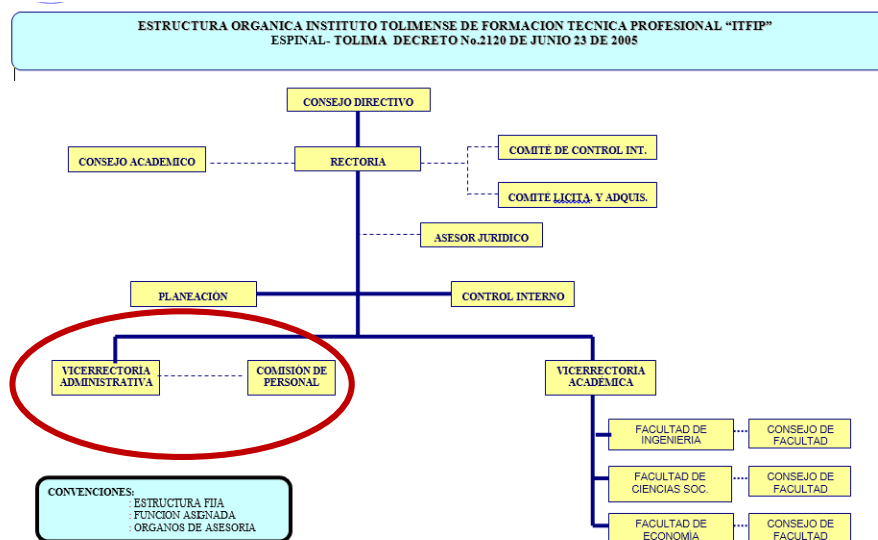 ESTRUCTURA ORGANICA INSTITUTO TOLIMENSE DE FORMACION TECNICA PROFESIONAL “ITFIP”
ESPINAL- TOLIMA DECRETO No.2120 DE JUNIO 23 DE 2005
CONSEJO DIRECTIVO
CONSEJO ACADEMICO
RECTORIA
COMITÉ DE CONTROL INT.
COMITÉ LICITA. Y ADQUIS.
ASESOR JURIDICO
PLANEACIÓN
CONTROL INTERNO
VICERRECTORIA
ADMINISTRATIVA
COMISIÓN DE
PERSONAL
VICERRECTORIA
ACADÉMICA
FACULTAD DE
INGENIERIA
CONSEJO DE
FACULTAD
FACULTAD DE
CIENCIAS SOC.
CONSEJO DE
FACULTAD
FACULTAD DE
ECONOMÍA
CONSEJO DE
FACULTAD
CONVENCIONES:
: ESTRUCTURA FIJA
: FUNCION ASIGNADA
: ORGANOS DE ASESORIA